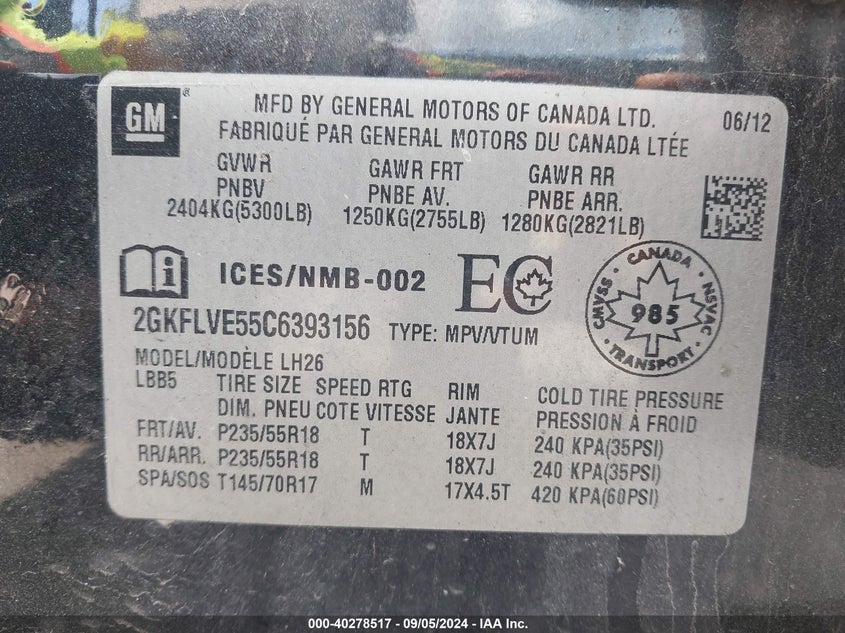 GM ® MFD BY GENERAL MOTORS OF CANADA LTD. 06/12
FABRIQUÉ PAR GENERAL MOTORS DU CANADA LTÉE
GVWR GAWR FRT GAWR RR
PNBV PNBE AV. PNBE ARR.
2404KG(5300LB) 1250KG(2755LB) 1280KG(2821LB)
ICES/NMB-002 EC
CANADA
CMVSS · 985 · NSVAC
TRANSPORT
2GKFLVE55C6393156 TYPE: MPV/VTUM
MODEL/MODÈLE LH26
LBB5 TIRE SIZE SPEED RTG RIM COLD TIRE PRESSURE
DIM. PNEU COTE VITESSE JANTE PRESSION À FROID
FRT/AV. P235/55R18 T 18X7J 240 KPA(35PSI)
RR/ARR. P235/55R18 T 18X7J 240 KPA(35PSI)
SPA/SOS T145/70R17 M 17X4.5T 420 KPA(60PSI)
000-40278517 - 09/05/2024 - IAA Inc.